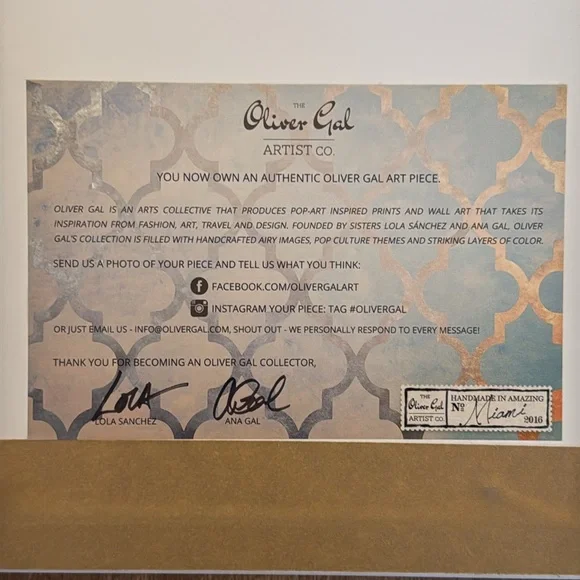 THE
Oliver Gal
ARTIST CO.
YOU NOW OWN AN AUTHENTIC OLIVER GAL ART PIECE.
OLIVER GAL IS AN ARTS COLLECTIVE THAT PRODUCES POP-ART INSPIRED PRINTS AND WALL ART THAT TAKES ITS
INSPIRATION FROM FASHION, ART, TRAVEL AND DESIGN. FOUNDED BY SISTERS LOLA SÁNCHEZ AND ANA GAL, OLIVER
GAL'S COLLECTION IS FILLED WITH HANDCRAFTED AIRY IMAGES, POP CULTURE THEMES AND STRIKING LAYERS OF COLOR.
SEND US A PHOTO OF YOUR PIECE AND TELL US WHAT YOU THINK:
f FACEBOOK.COM/OLIVERGALART
INSTAGRAM YOUR PIECE: TAG #OLIVERGAL
OR JUST EMAIL US - INFO@OLIVERGAL.COM, SHOUT OUT - WE PERSONALLY RESPOND TO EVERY MESSAGE!
THANK YOU FOR BECOMING AN OLIVER GAL COLLECTOR,
LOLA
LOLA SANCHEZ
ANA GAL
THE
Oliver Gal
ARTIST CO.
HANDMADE IN AMAZING
Nº Miami
2016